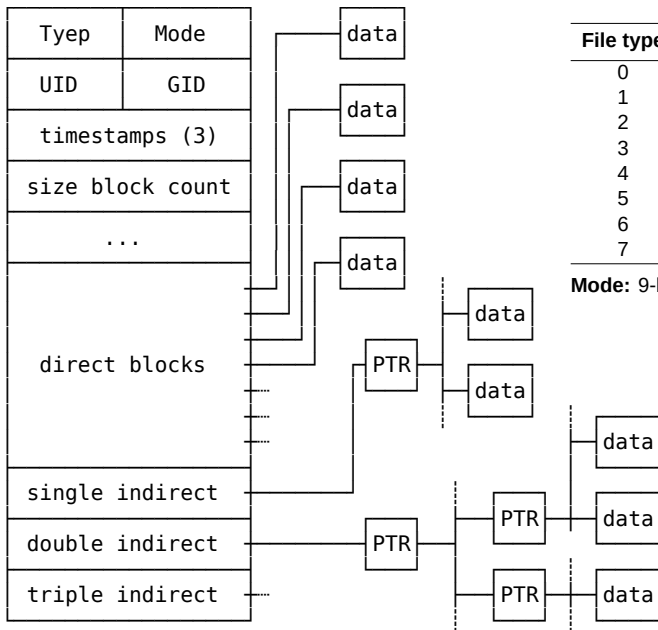 Tyep Mode data
UID GID
data
timestamps (3)
size block count data
...
data
File type
0
1
2
3
4
5
6
7
Mode:
data
direct blocks PTR
data
data
single indirect
PTR data
double indirect PTR
triple indirect PTR data